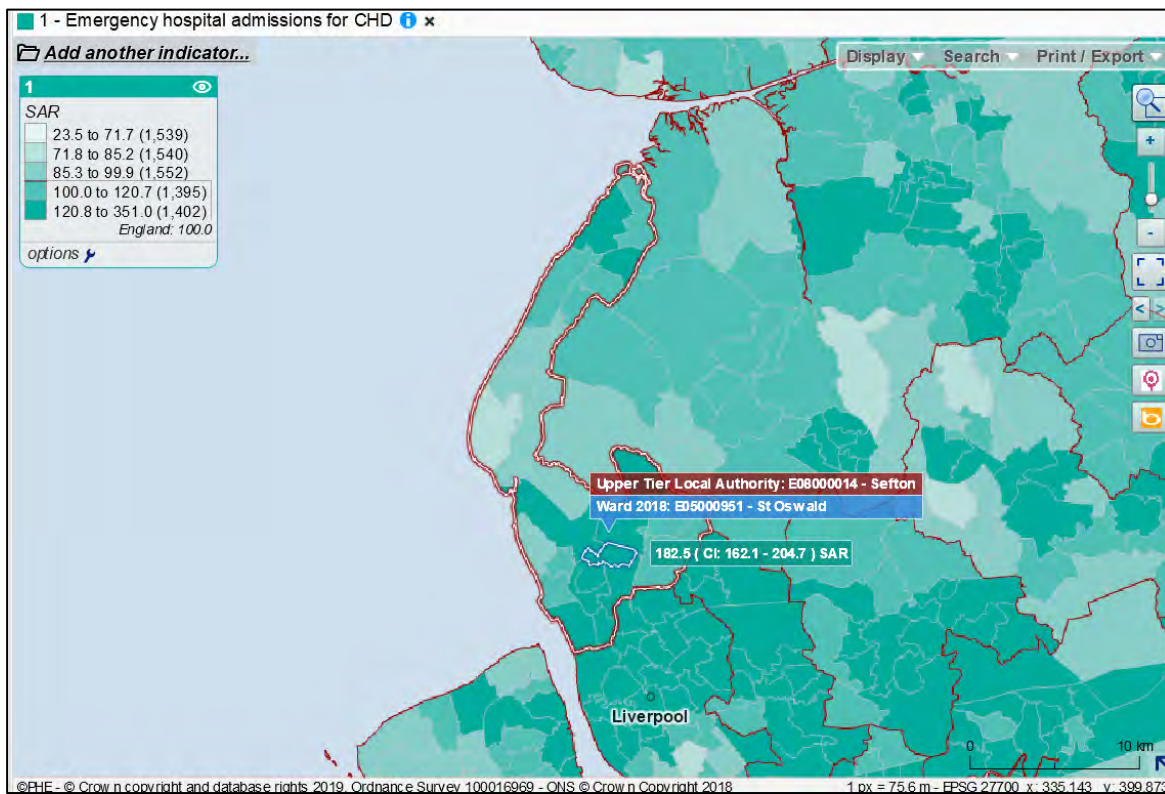 1 - Emergency hospital admissions for CHD i ×
Add another indicator...
Display Search Print / Export
1
SAR
23.5 to 71.7 (1,539)
71.8 to 85.2 (1,540)
85.3 to 99.9 (1,552)
100.0 to 120.7 (1,395)
120.8 to 351.0 (1,402)
England: 100.0
options
+
-
< >
b
Upper Tier Local Authority: E08000014 - Sefton
Ward 2018: E05000951 - St Oswald
182.5 ( CI: 162.1 - 204.7 ) SAR
Liverpool
0 10 km
©PHE - © Crown copyright and database rights 2019, Ordnance Survey 100016969 - ONS © Crown Copyright 2018 1 px = 75.6 m - EPSG 27700 x: 335,143 y: 399,873